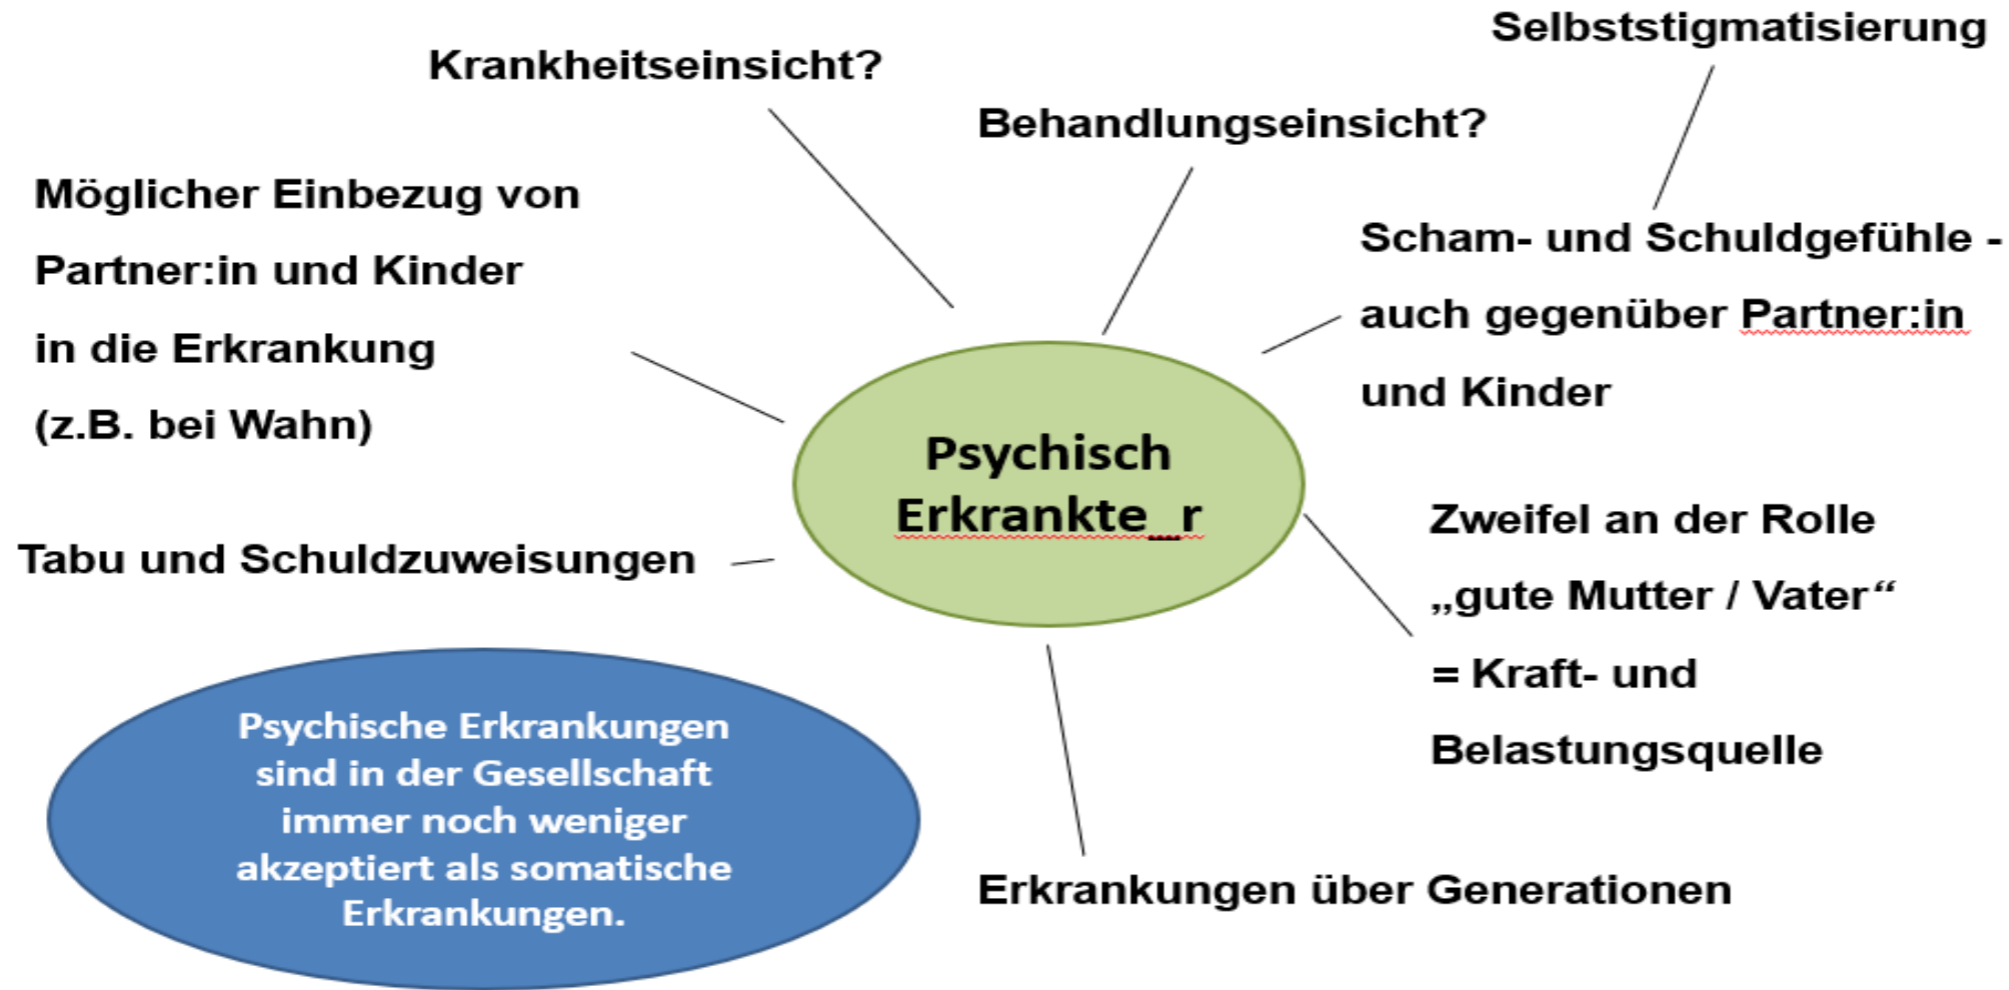 Selbststigmatisierung
Krankheitseinsicht?
Behandlungseinsicht?
Möglicher Einbezug von
Partner:in und Kinder
in die Erkrankung
(z.B. bei Wahn)
Scham- und Schuldgefühle -
auch gegenüber Partner:in
und Kinder
Psychisch
Erkrankte_r
Tabu und Schuldzuweisungen
Zweifel an der Rolle
„gute Mutter / Vater“
= Kraft- und
Belastungsquelle
Psychische Erkrankungen
sind in der Gesellschaft
immer noch weniger
akzeptiert als somatische
Erkrankungen.
Erkrankungen über Generationen